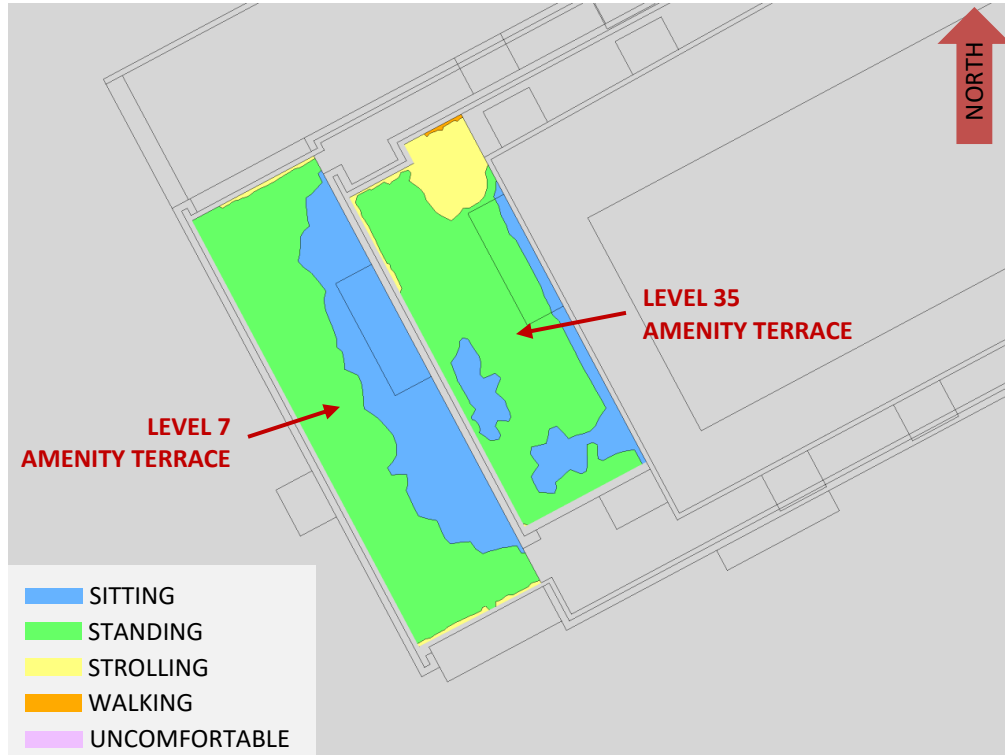 NORTH
LEVEL 35
AMENITY TERRACE
LEVEL 7
AMENITY TERRACE
SITTING
STANDING
STROLLING
WALKING
UNCOMFORTABLE